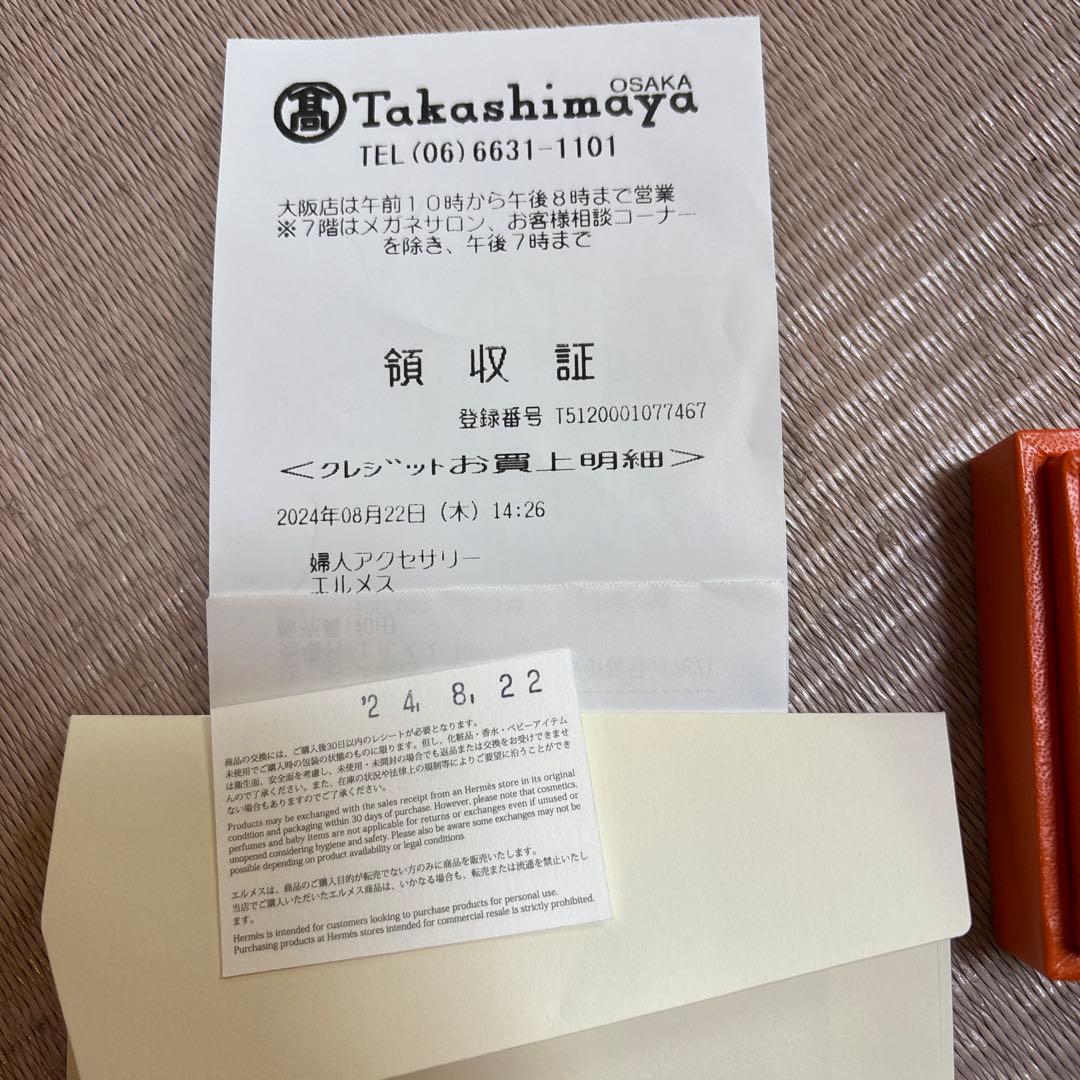 高 Takashimaya OSAKA
TEL (06) 6631-1101
大阪店は午前10時から午後8時まで営業
※7階はメガネサロン、お客様相談コーナー
を除き、午後7時まで
領 収 証
登録番号 T5120001077467
<クレジットお買上明細>
2024年08月22日 (木) 14:26
婦人アクセサリー
エルメス
'24. 8. 22
商品の交換には、ご購入後30日以内のレシートが必要となります。
未使用でご購入時の包装の状態のものに限ります。但し、化粧品・香水・ベビーアイテム
は衛生面、安全面を考慮し、未使用・未開封の場合でも返品または交換をお受けできませ
んので了承ください。また、在庫の状況や法律上の規制等によりご要望に沿うことができ
ない場合もありますのでご了承ください。
Products may be exchanged with the sales receipt from an Hermès store in its original
condition and packaging within 30 days of purchase. However, please note that cosmetics,
perfumes and baby items are not applicable for returns or exchanges even if unused or
unopened considering hygiene and safety. Please also be aware some exchanges may not be
possible depending on product availability or legal conditions.
エルメスは、商品のご購入目的が転売でない方のみに商品を販売いたします。
当店でご購入いただいたエルメス商品は、いかなる場合も、転売または流通を禁止いたし
ます。
Hermès is intended for customers looking to purchase products for personal use.
Purchasing products at Hermès stores intended for commercial resale is strictly prohibited.